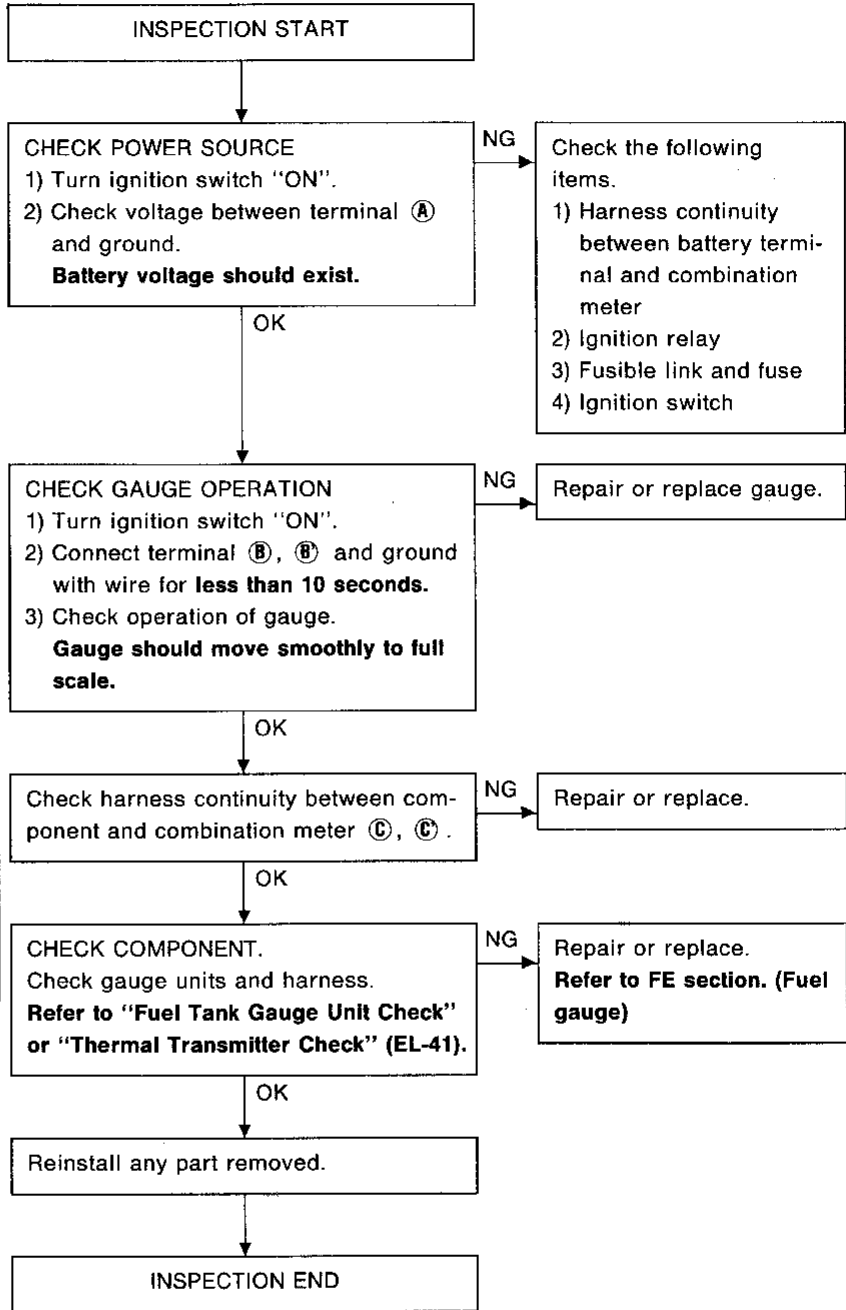 INSPECTION START
CHECK POWER SOURCE
1) Turn ignition switch "ON".
2) Check voltage between terminal Ⓐ
and ground.
Battery voltage should exist.
NG
Check the following
items.
1) Harness continuity
between battery termi-
nal and combination
meter
2) Ignition relay
3) Fusible link and fuse
4) Ignition switch
OK
CHECK GAUGE OPERATION
1) Turn ignition switch "ON".
2) Connect terminal Ⓑ, Ⓑ' and ground
with wire for less than 10 seconds.
3) Check operation of gauge.
Gauge should move smoothly to full
scale.
NG
Repair or replace gauge.
OK
Check harness continuity between com-
ponent and combination meter Ⓒ, Ⓒ' .
NG
Repair or replace.
OK
CHECK COMPONENT.
Check gauge units and harness.
Refer to "Fuel Tank Gauge Unit Check"
or "Thermal Transmitter Check" (EL-41).
NG
Repair or replace.
Refer to FE section. (Fuel
gauge)
OK
Reinstall any part removed.
INSPECTION END